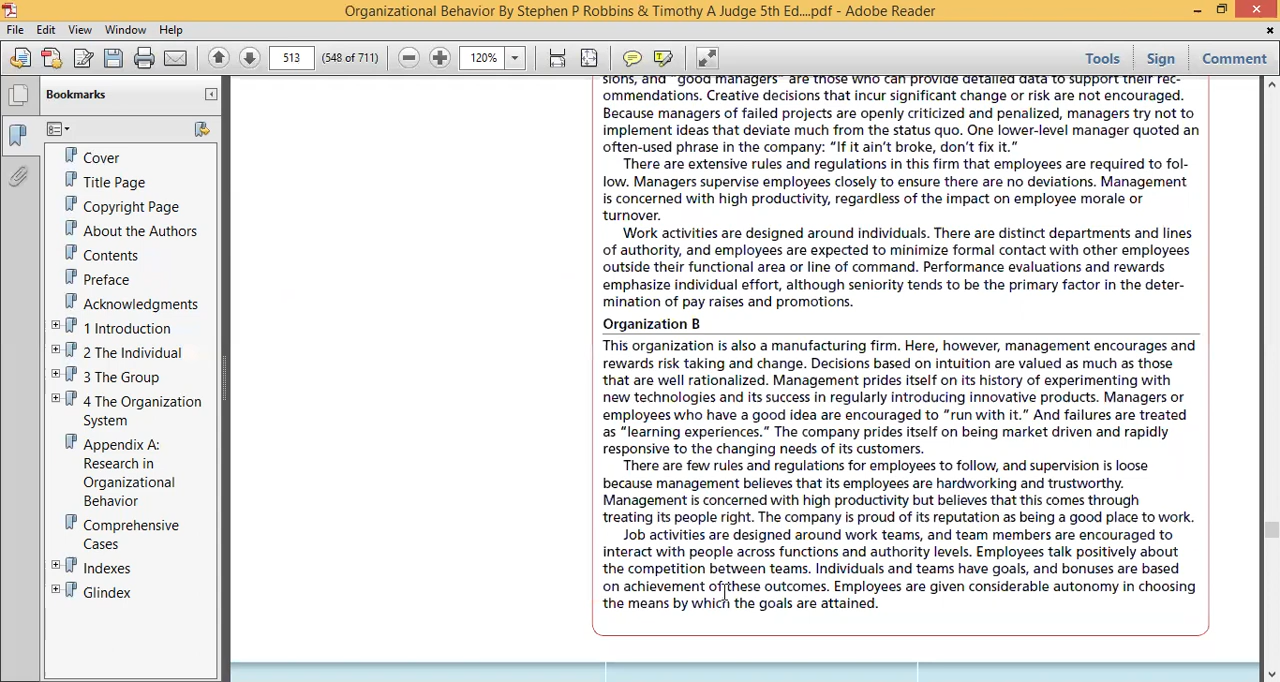 Organizational Behavior By Stephen P Robbins & Timothy A Judge 5th Ed....pdf - Adobe Reader
File Edit View Window Help
513 (548 of 711) 120% Tools Sign Comment
Bookmarks
Cover
Title Page
Copyright Page
About the Authors
Contents
Preface
Acknowledgments
1 Introduction
2 The Individual
3 The Group
4 The Organization
System
Appendix A:
Research in
Organizational
Behavior
Comprehensive
Cases
Indexes
Glindex
sions, and "good managers" are those who can provide detailed data to support their rec-
ommendations. Creative decisions that incur significant change or risk are not encouraged.
Because managers of failed projects are openly criticized and penalized, managers try not to
implement ideas that deviate much from the status quo. One lower-level manager quoted an
often-used phrase in the company: "If it ain't broke, don't fix it."
There are extensive rules and regulations in this firm that employees are required to fol-
low. Managers supervise employees closely to ensure there are no deviations. Management
is concerned with high productivity, regardless of the impact on employee morale or
turnover.
Work activities are designed around individuals. There are distinct departments and lines
of authority, and employees are expected to minimize formal contact with other employees
outside their functional area or line of command. Performance evaluations and rewards
emphasize individual effort, although seniority tends to be the primary factor in the deter-
mination of pay raises and promotions.
Organization B
This organization is also a manufacturing firm. Here, however, management encourages and
rewards risk taking and change. Decisions based on intuition are valued as much as those
that are well rationalized. Management prides itself on its history of experimenting with
new technologies and its success in regularly introducing innovative products. Managers or
employees who have a good idea are encouraged to "run with it." And failures are treated
as "learning experiences." The company prides itself on being market driven and rapidly
responsive to the changing needs of its customers.
There are few rules and regulations for employees to follow, and supervision is loose
because management believes that its employees are hardworking and trustworthy.
Management is concerned with high productivity but believes that this comes through
treating its people right. The company is proud of its reputation as being a good place to work.
Job activities are designed around work teams, and team members are encouraged to
interact with people across functions and authority levels. Employees talk positively about
the competition between teams. Individuals and teams have goals, and bonuses are based
on achievement of these outcomes. Employees are given considerable autonomy in choosing
the means by which the goals are attained.